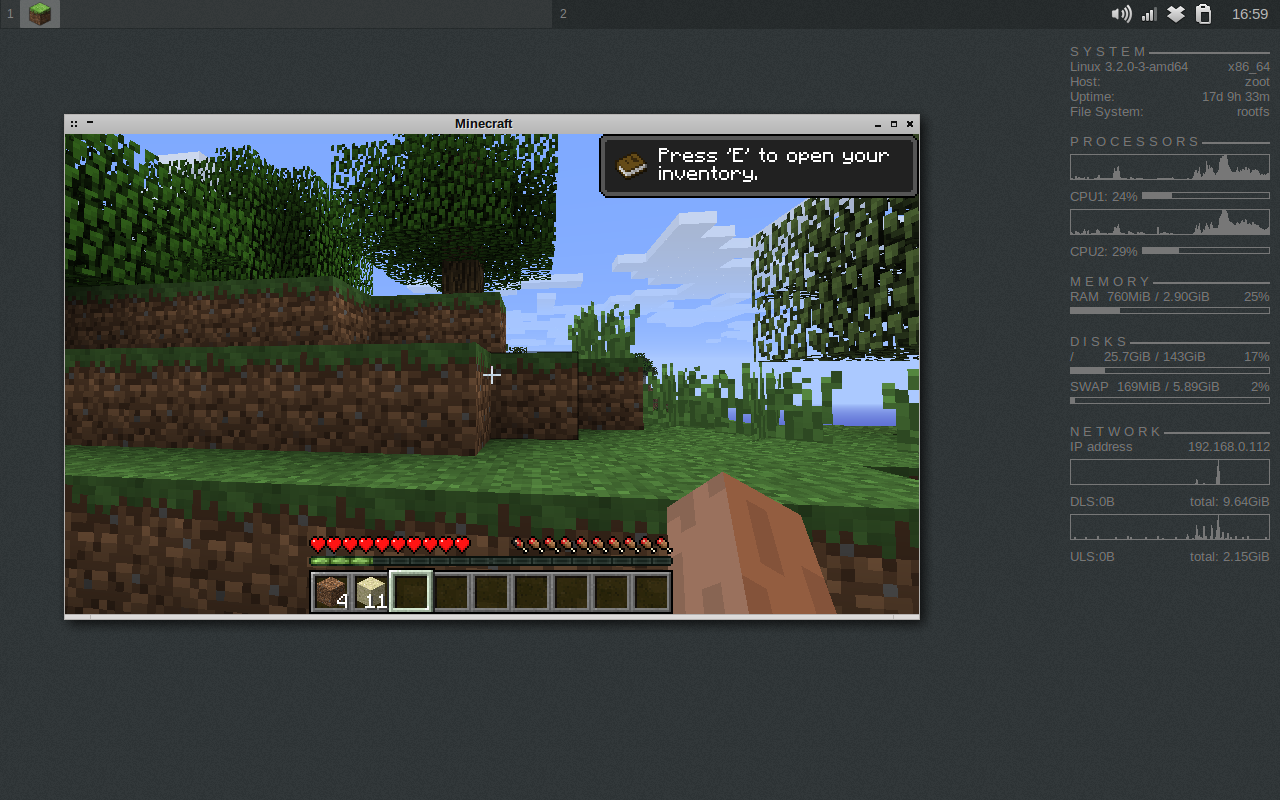 1
2
16:59
Minecraft
Press 'E' to open your
inventory.
4
11
SYSTEM
Linux 3.2.0-3-amd64 x86_64
Host: zoot
Uptime: 17d 9h 33m
File System: rootfs
PROCESSORS
CPU1: 24%
CPU2: 29%
MEMORY
RAM 760MiB / 2.90GiB 25%
DISKS
/ 25.7GiB / 143GiB 17%
SWAP 169MiB / 5.89GiB 2%
NETWORK
IP address 192.168.0.112
DLS:0B total: 9.64GiB
ULS:0B total: 2.15GiB